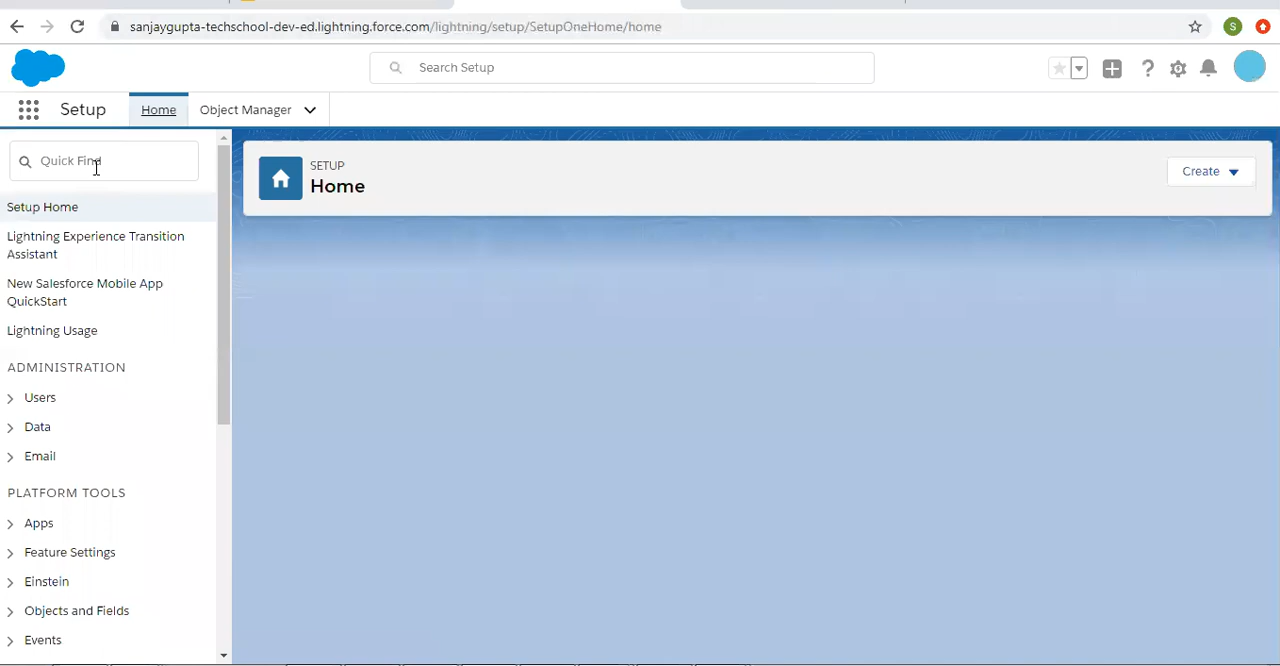 sanjaygupta-techschool-dev-ed.lightning.force.com/lightning/setup/SetupOneHome/home
S
Search Setup
Setup
Home
Object Manager
Quick Find
SETUP
Home
Create
Setup Home
Lightning Experience Transition
Assistant
New Salesforce Mobile App
QuickStart
Lightning Usage
ADMINISTRATION
Users
Data
Email
PLATFORM TOOLS
Apps
Feature Settings
Einstein
Objects and Fields
Events